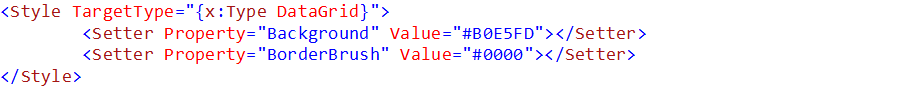 <Style TargetType="{x:Type DataGrid}">
<Setter Property="Background" Value="#B0E5FD"></Setter>
<Setter Property="BorderBrush" Value="#0000"></Setter>
</Style>